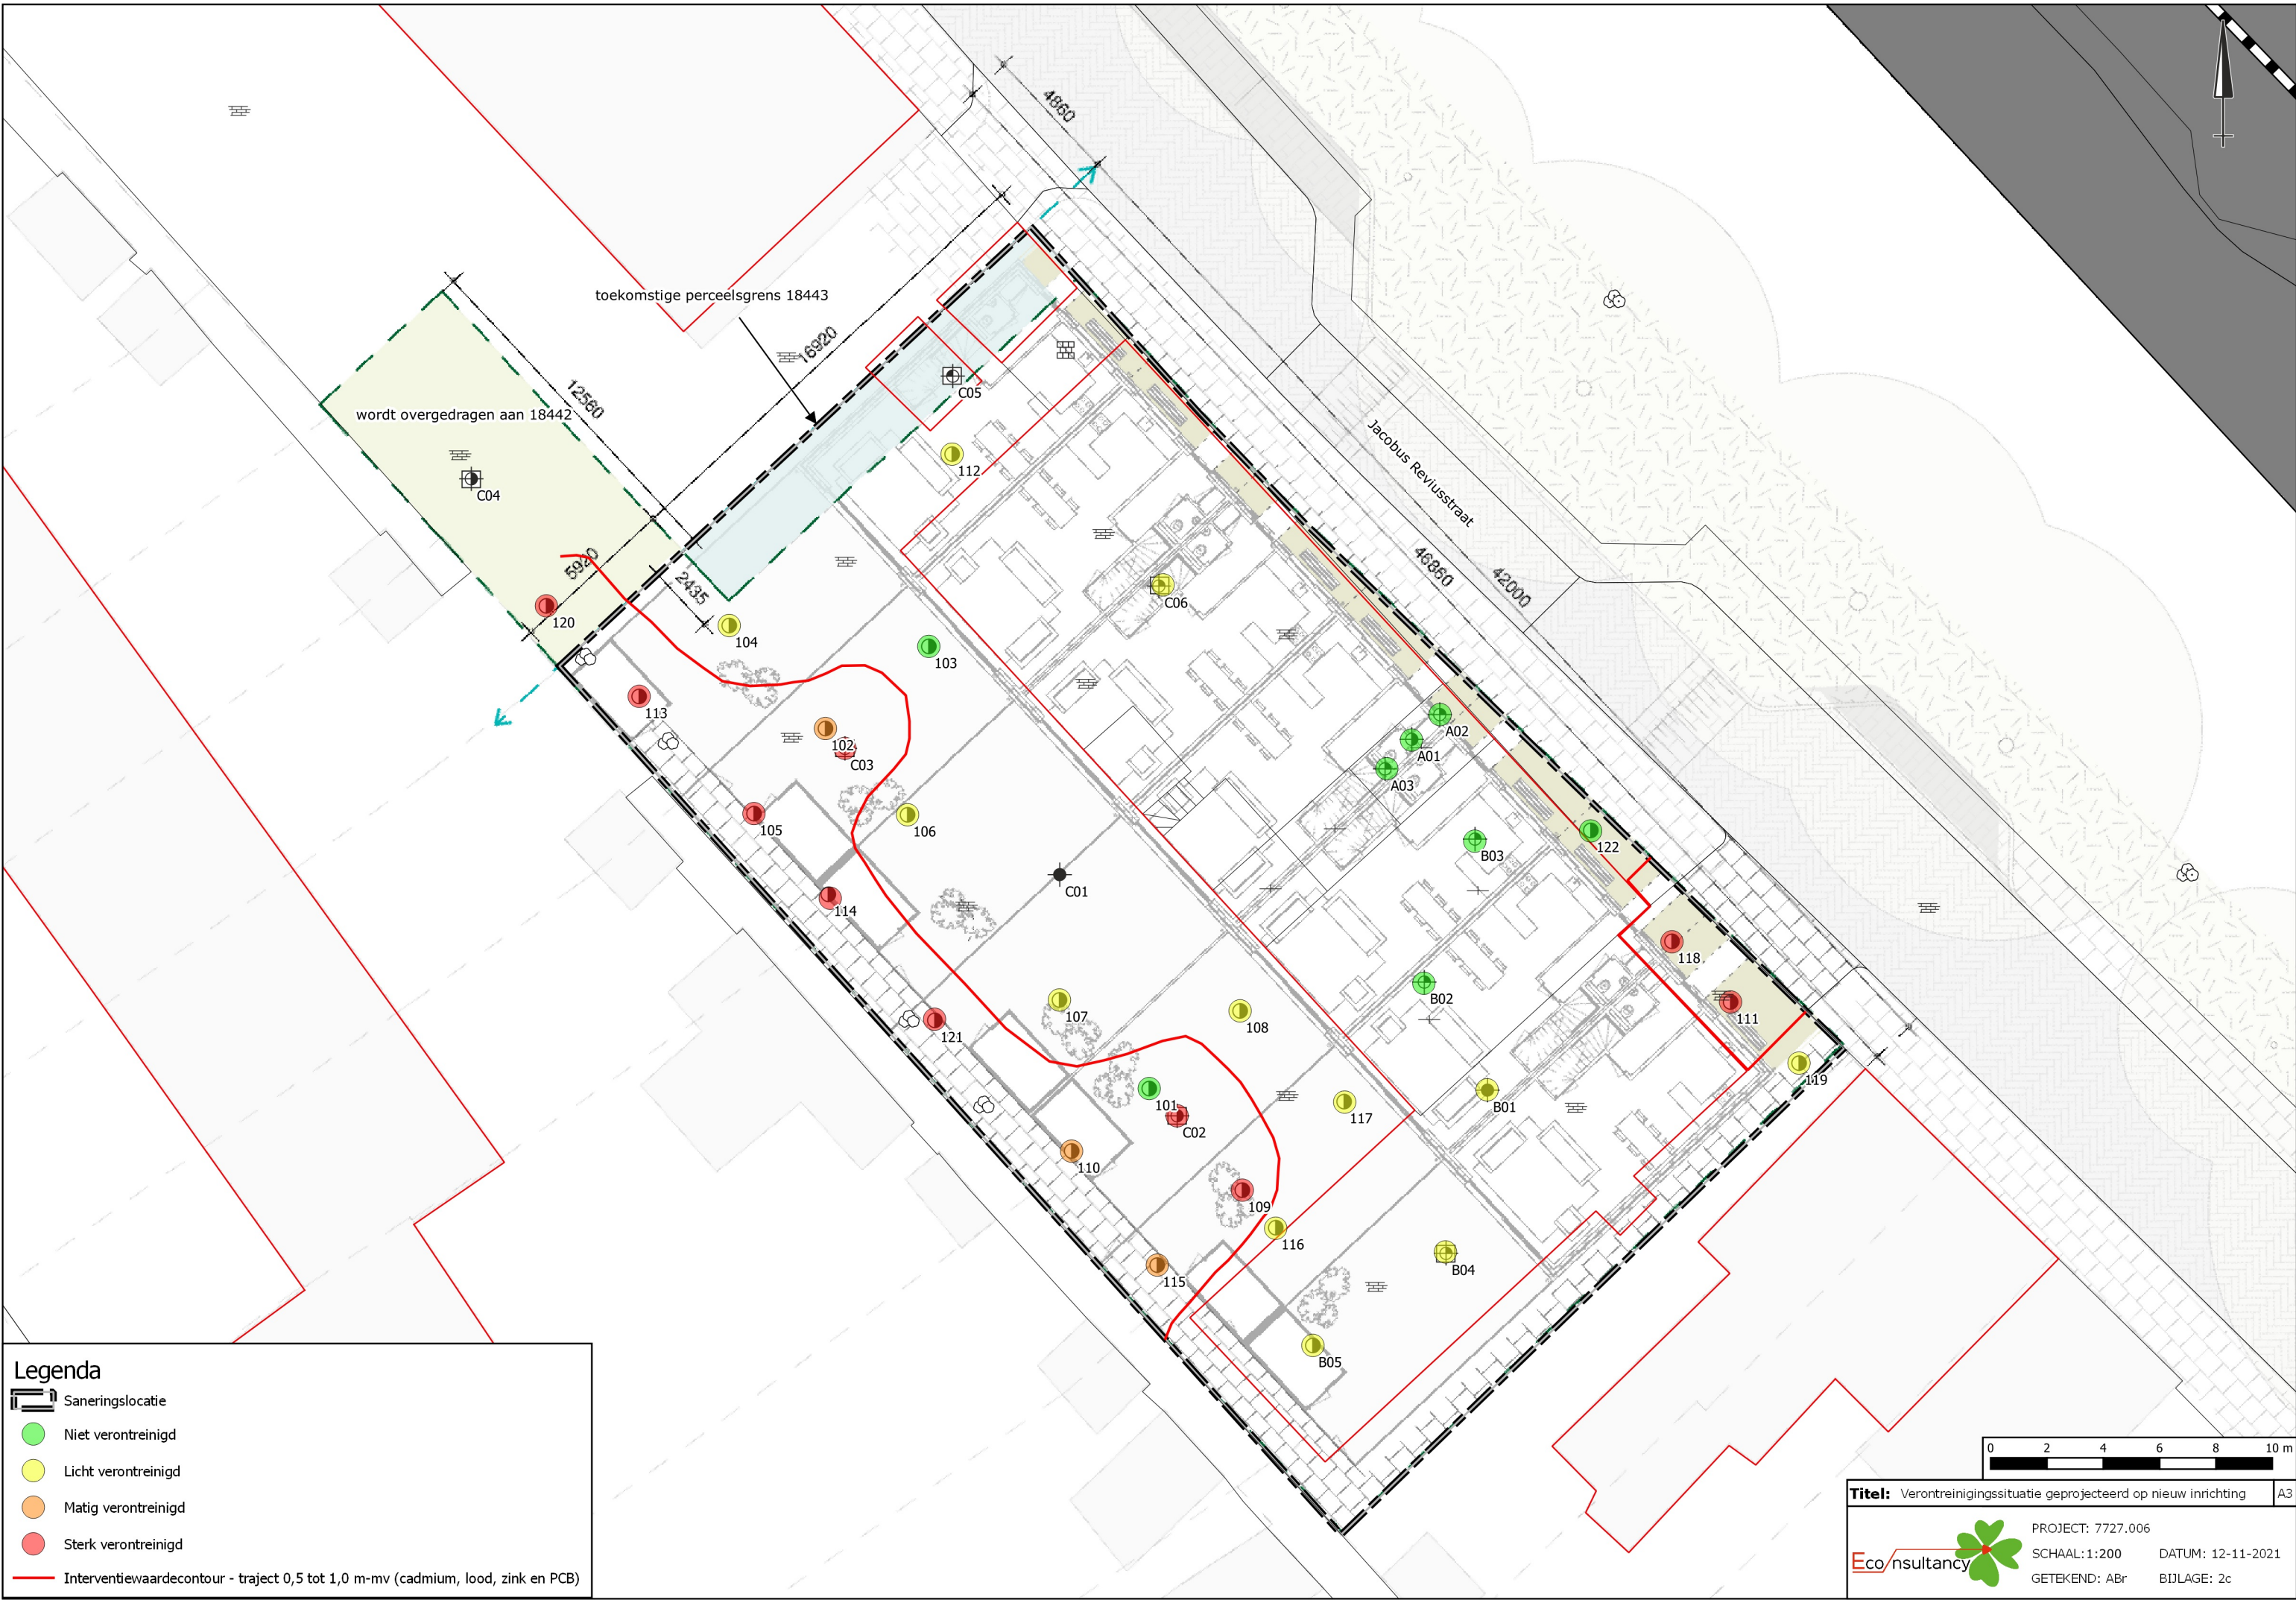 4860
toekomstige perceelsgrens 18443
16920
12560
wordt overgedragen aan 18442
C05
112
C04
Jacobus Reviusstraat
46860
42000
5920
2435
C06
120
104
103
113
102
C03
A02
A01
A03
105
106
122
B03
114
C01
118
B02
111
107
108
121
119
101
C02
117
B01
110
109
116
115
B04
B05
Legenda
Saneringslocatie
Niet verontreinigd
Licht verontreinigd
Matig verontreinigd
Sterk verontreinigd
Interventiewaardecontour - traject 0,5 tot 1,0 m-mv (cadmium, lood, zink en PCB)
0 2 4 6 8 10 m
Titel: Verontreinigingssituatie geprojecteerd op nieuw inrichting A3
Econsultancy
PROJECT: 7727.006
SCHAAL:1:200 DATUM: 12-11-2021
GETEKEND: ABr BIJLAGE: 2c